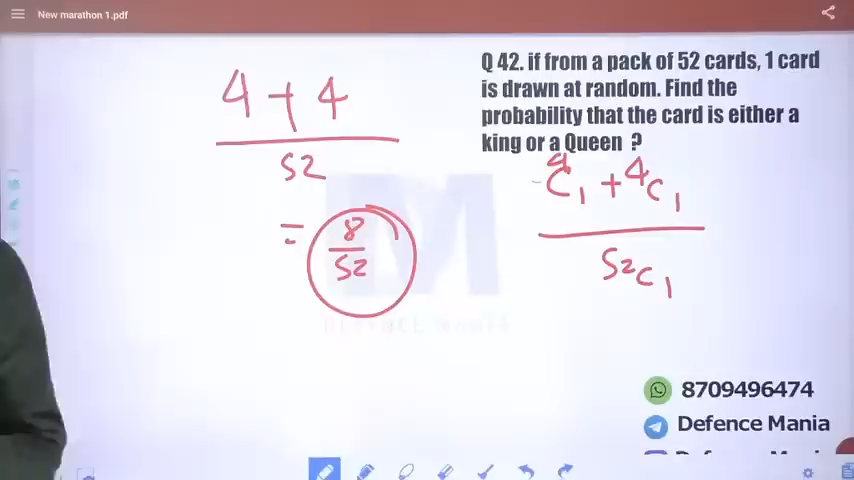 New marathon 1.pdf
Q 42. if from a pack of 52 cards, 1 card
is drawn at random. Find the
probability that the card is either a
king or a Queen ?
4 + 4
52
= 8
52
4C1 + 4C1
52C1
DEFENCE MANIA
8709496474
Defence Mania